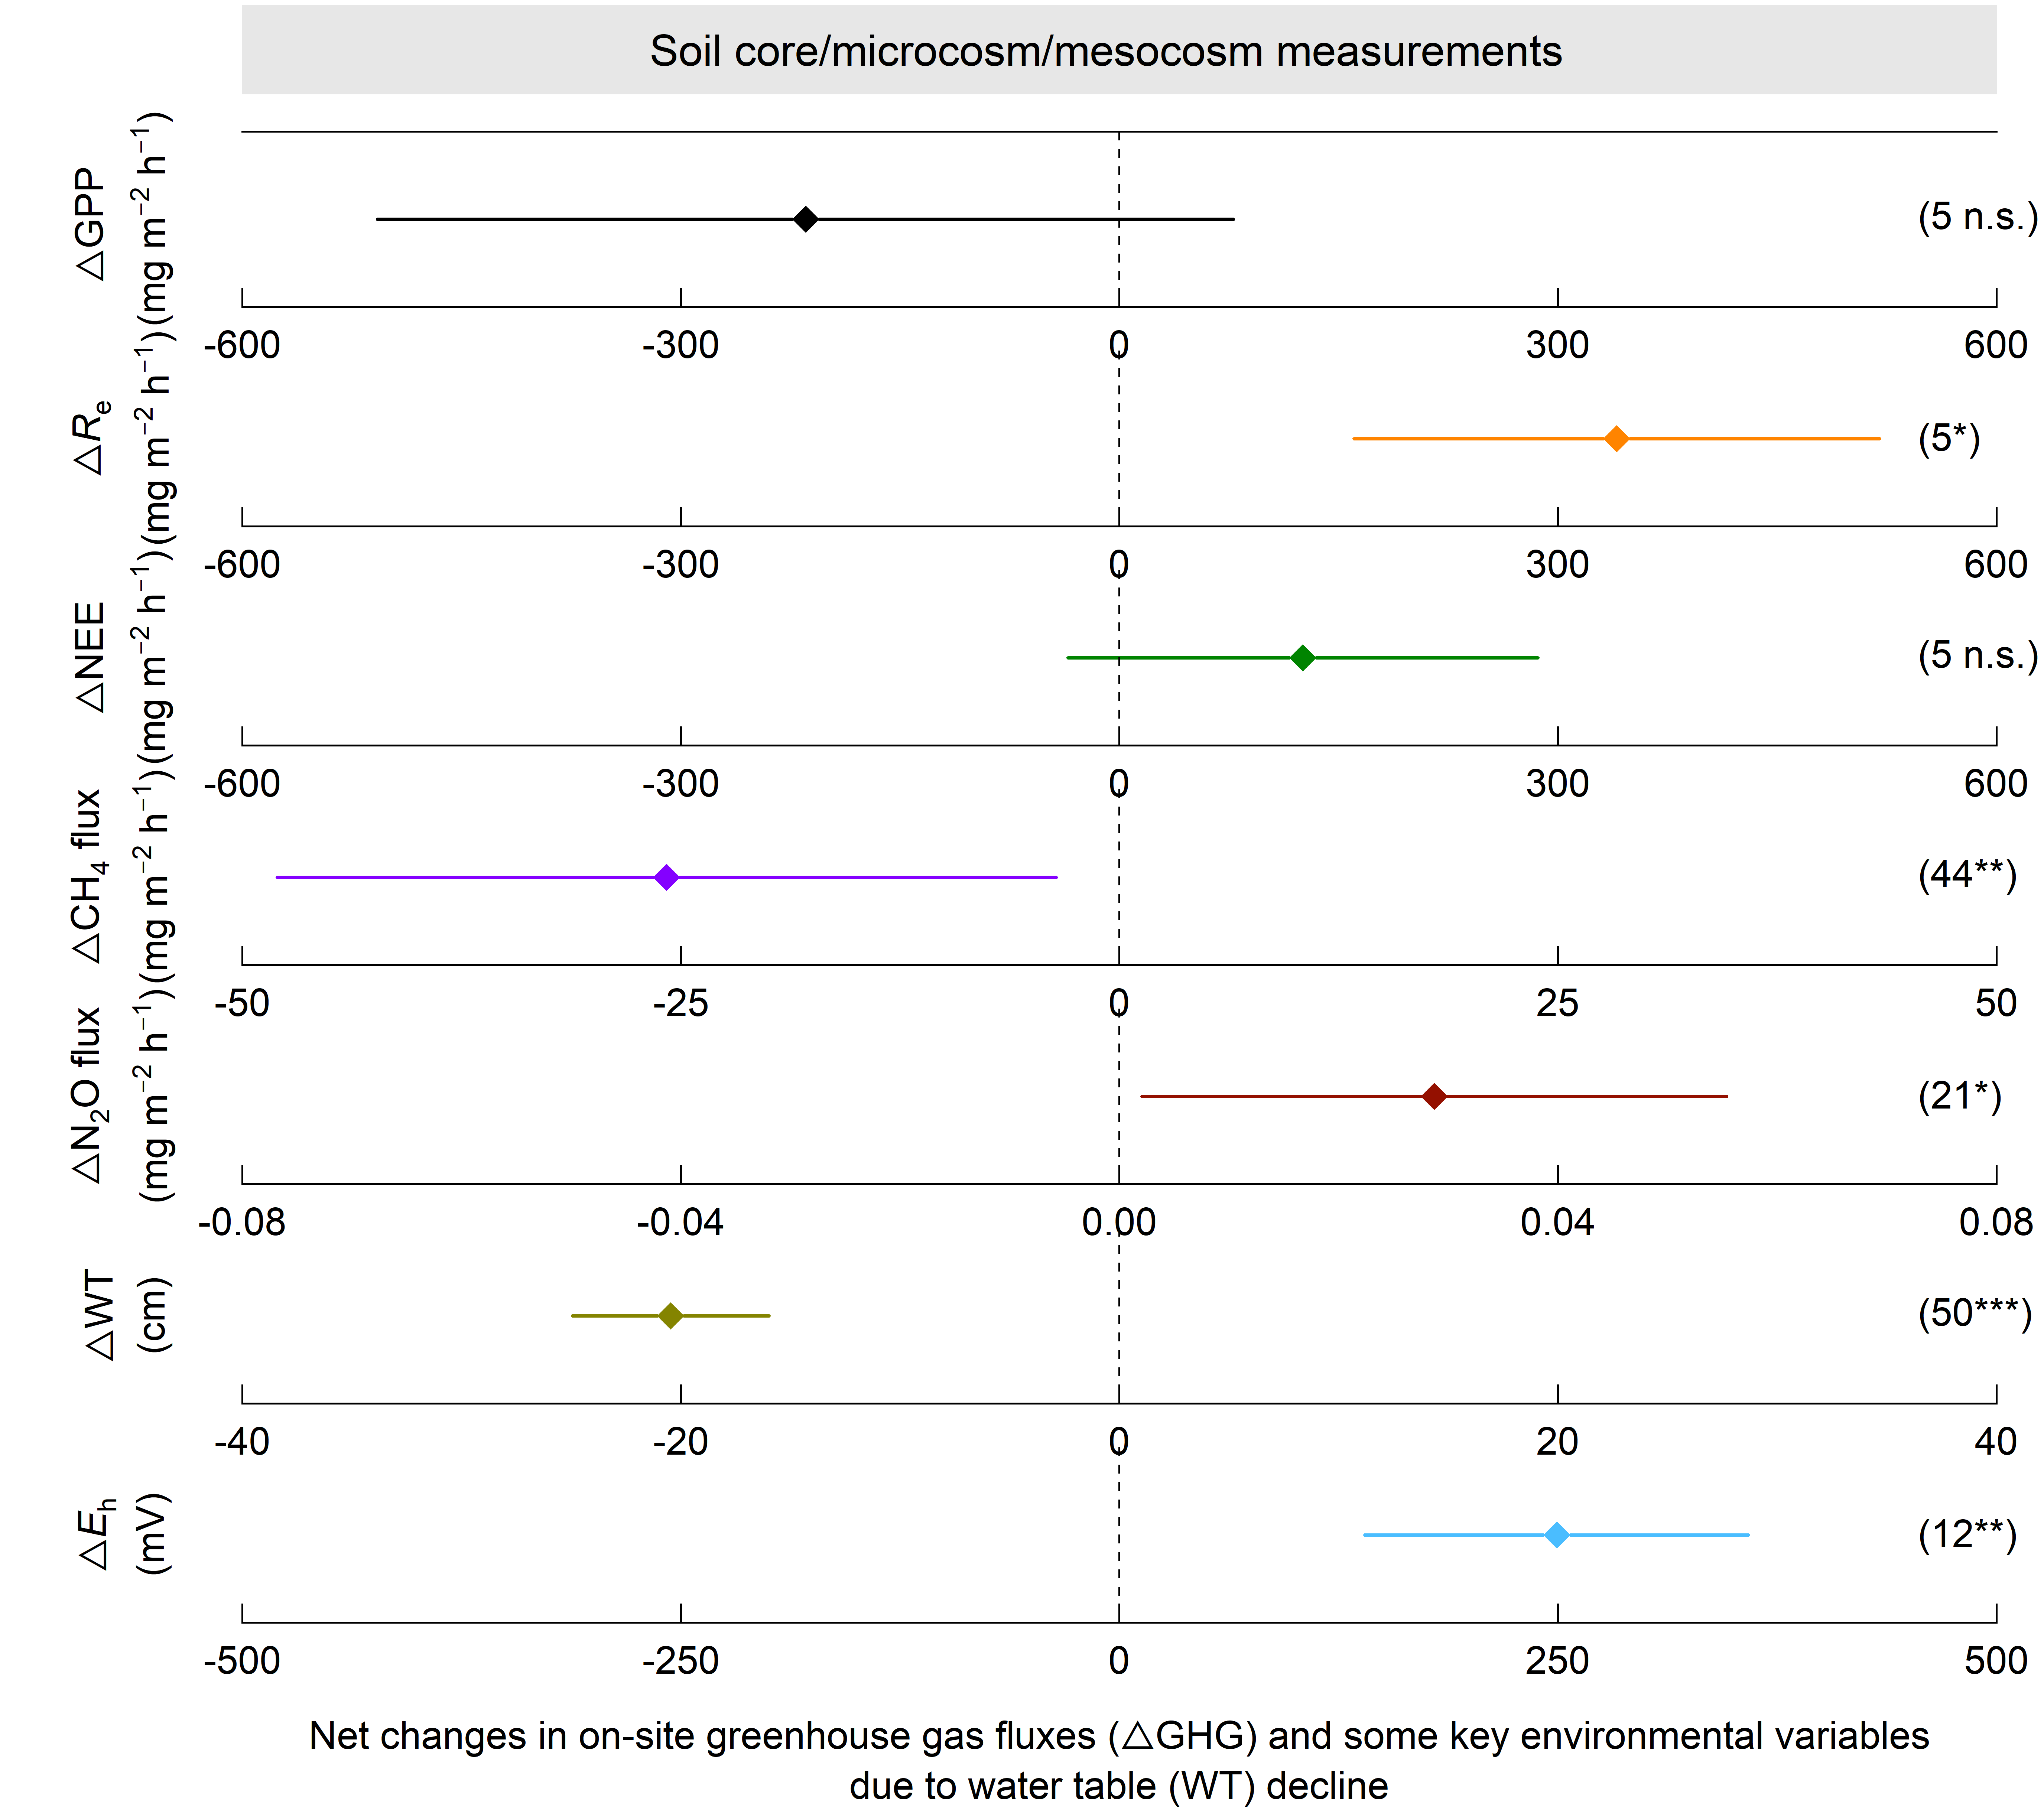 Soil core/microcosm/mesocosm measurements
△GPP
(mg m−2 h−1)
(5 n.s.)
-600 -300 0 300 600
△Re
(mg m−2 h−1)
(5*)
-600 -300 0 300 600
△NEE
(mg m−2 h−1)
(5 n.s.)
-600 -300 0 300 600
△CH4 flux
(mg m−2 h−1)
(44**)
-50 -25 0 25 50
△N2O flux
(mg m−2 h−1)
(21*)
-0.08 -0.04 0.00 0.04 0.08
△WT
(cm)
(50***)
-40 -20 0 20 40
△Eh
(mV)
(12**)
-500 -250 0 250 500
Net changes in on-site greenhouse gas fluxes (△GHG) and some key environmental variables
due to water table (WT) decline